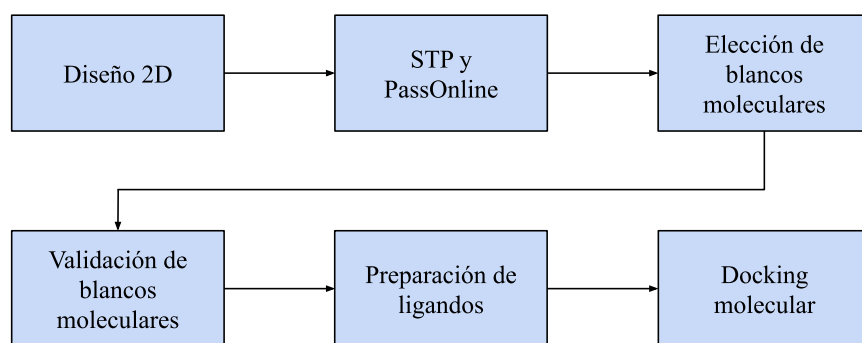 Diseño 2D
STP y
PassOnline
Elección de
blancos
moleculares
Validación de
blancos
moleculares
Preparación de
ligandos
Docking
molecular